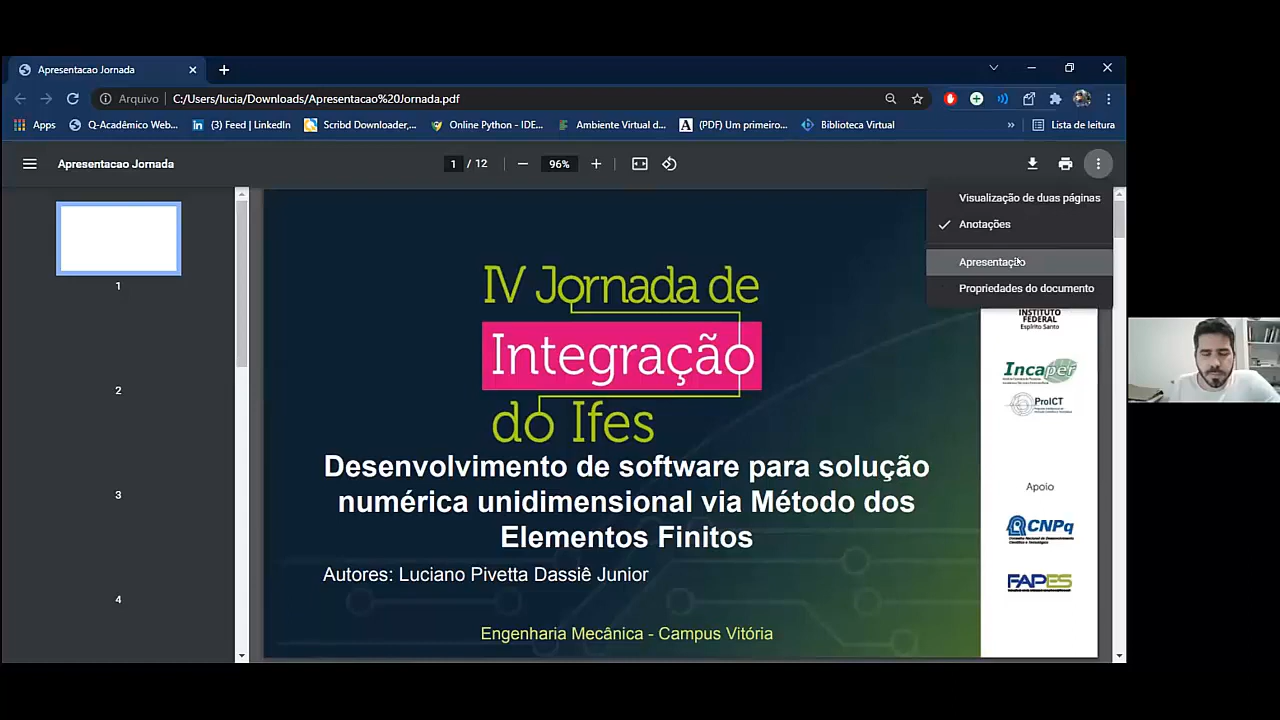 Apresentacao Jornada
Arquivo C:/Users/lucia/Downloads/Apresentacao%20Jornada.pdf
Apps Q-Acadêmico Web... (3) Feed | LinkedIn Scribd Downloader,... Online Python - IDE... Ambiente Virtual d... (PDF) Um primeiro... Biblioteca Virtual » Lista de leitura
Apresentacao Jornada 1 / 12 96%
Visualização de duas páginas
Anotações
Apresentação
Propriedades do documento
1
2
3
4
IV Jornada de
Integração
do Ifes
Desenvolvimento de software para solução
numérica unidimensional via Método dos
Elementos Finitos
Autores: Luciano Pivetta Dassiê Junior
Engenharia Mecânica - Campus Vitória
INSTITUTO
FEDERAL
Espírito Santo
Incaper
ProICT
Apoio
CNPq
FAPES